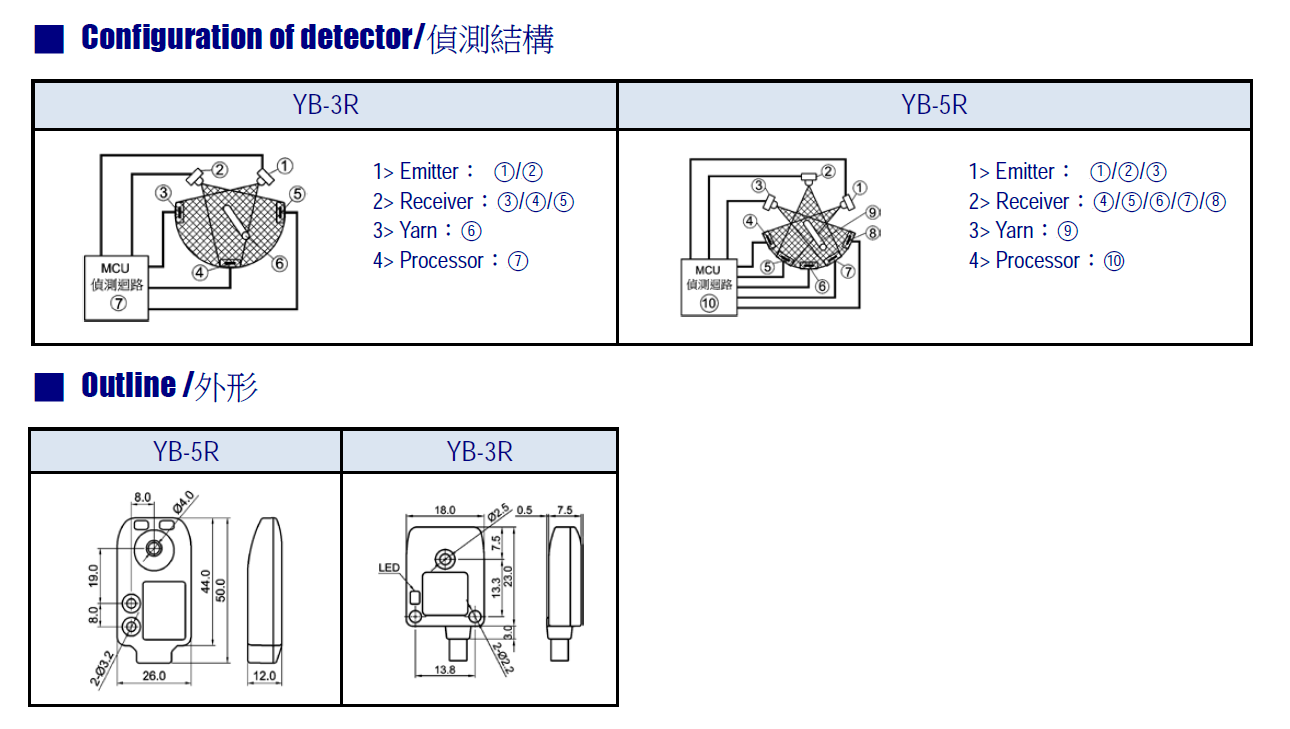 ■ Configuration of detector/偵測結構
YB-3R
YB-5R
①
②
③
⑤
④
⑥
MCU
偵測迴路
⑦
1> Emitter： ①/②
2> Receiver：③/④/⑤
3> Yarn：⑥
4> Processor：⑦
②
③
①
④
⑨
⑧
⑤
⑦
⑥
MCU
偵測迴路
⑩
1> Emitter： ①/②/③
2> Receiver：④/⑤/⑥/⑦/⑧
3> Yarn：⑨
4> Processor：⑩
■ Outline /外形
YB-5R
YB-3R
8.0
Ø4.0
19.0
8.0
44.0
50.0
2-Ø3.2
26.0
12.0
18.0
Ø2.5
0.5
7.5
7.5
LED
13.3
23.0
3.0
2-Ø2.2
13.8